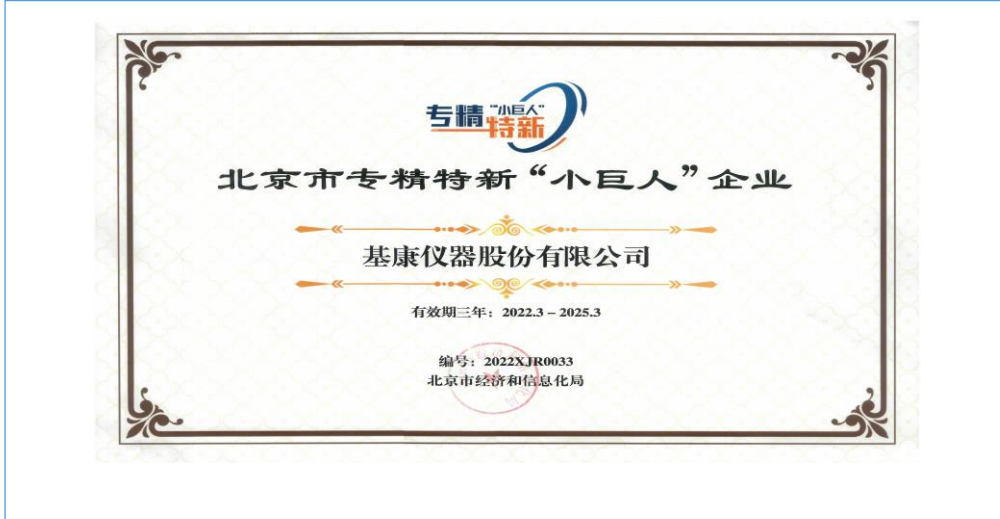 专精“小巨人”
特新
北京市专精特新“小巨人”企业
基康仪器股份有限公司
有效期三年：2022.3 – 2025.3
编号：2022XJR0033
北京市经济和信息化局